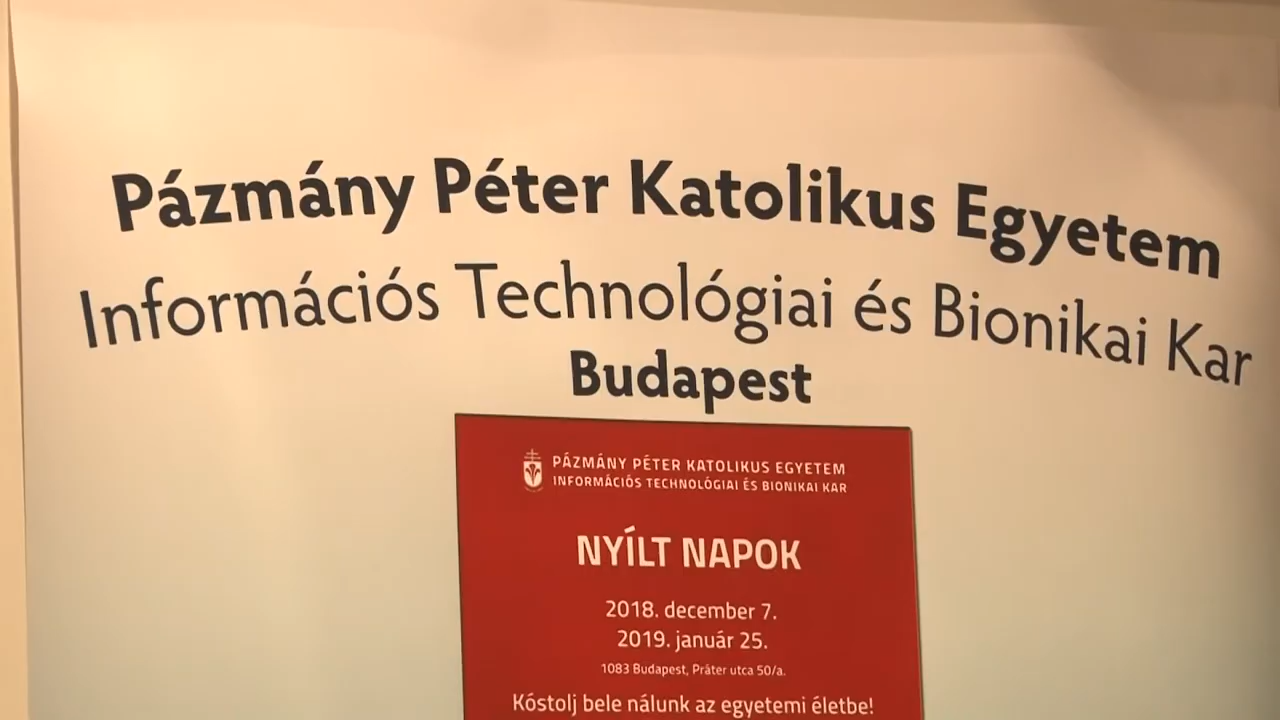 Pázmány Péter Katolikus Egyetem
Információs Technológiai és Bionikai Kar
Budapest
PÁZMÁNY PÉTER KATOLIKUS EGYETEM
INFORMÁCIÓS TECHNOLÓGIAI ÉS BIONIKAI KAR
NYÍLT NAPOK
2018. december 7.
2019. január 25.
1083 Budapest, Práter utca 50/a.
Kóstolj bele nálunk az egyetemi életbe!